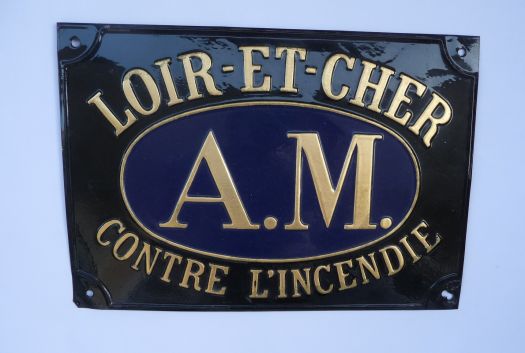 LOIR-ET-CHER
A.M.
CONTRE L'INCENDIE